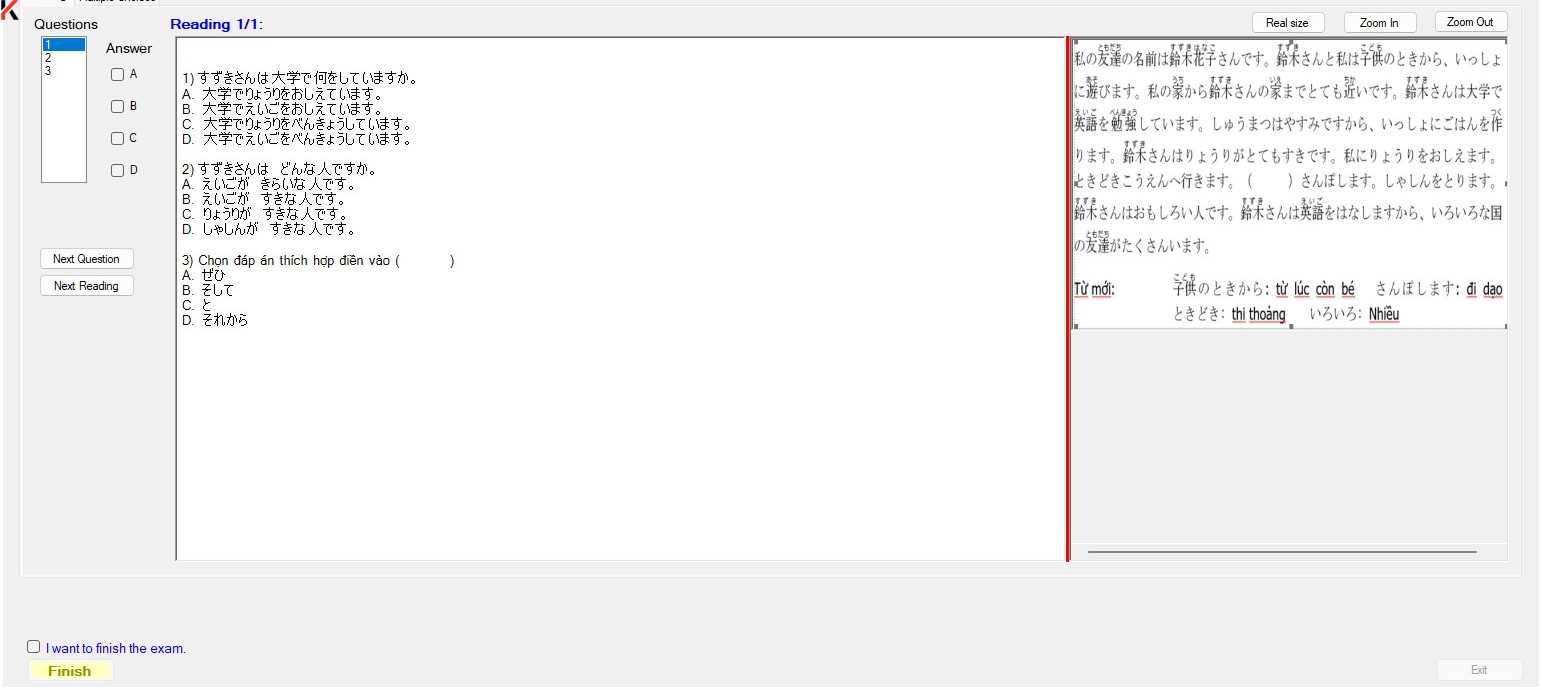 Questions
Reading 1/1:
Real size
Zoom In
Zoom Out
1
2
3
Answer
A
B
C
D
Next Question
Next Reading
1) すずきさんは 大学で 何をしていますか。
A. 大学でりょうりをおしえています。
B. 大学でえいごをおしえています。
C. 大学でりょうりをべんきょうしています。
D. 大学でえいごをべんきょうしています。
2) すずきさんは どんな 人ですか。
A. えいごが きらいな 人です。
B. えいごが すきな 人です。
C. りょうりが すきな 人です。
D. しゃしんが すきな 人です。
3) Chọn đáp án thích hợp điền vào ( )
A. ぜひ
B. そして
C. と
D. それから
私の友達の名前は鈴木花子さんです。鈴木さんと私は子供のときから、いっしょ
に遊びます。私の家から鈴木さんの家までとても近いです。鈴木さんは大学で
英語を勉強しています。しゅうまつはやすみですから、いっしょにごはんを作
ります。鈴木さんはりょうりがとてもすきです。私にりょうりをおしえます。
ときどきこうえんへ行きます。( ) さんぽします。しゃしんをとります。
鈴木さんはおもしろい人です。鈴木さんは英語をはなしますから、いろいろな国
の友達がたくさんいます。
Từ mới: 子供のときから: từ lúc còn bé さんぽします: đi dạo
ときどき: thi thoảng いろいろ: Nhiều
I want to finish the exam.
Finish
Exit